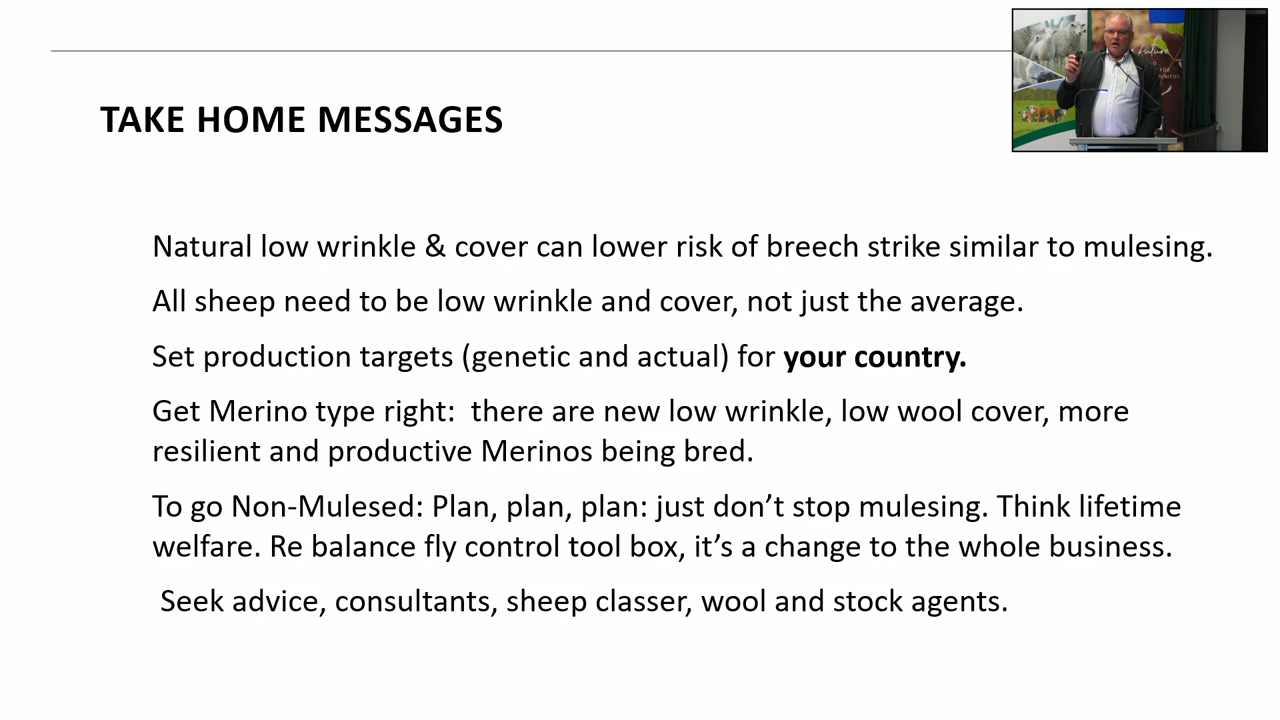 TAKE HOME MESSAGES
Natural low wrinkle & cover can lower risk of breech strike similar to mulesing.
All sheep need to be low wrinkle and cover, not just the average.
Set production targets (genetic and actual) for your country.
Get Merino type right:  there are new low wrinkle, low wool cover, more
resilient and productive Merinos being bred.
To go Non-Mulesed: Plan, plan, plan: just don’t stop mulesing. Think lifetime
welfare. Re balance fly control tool box, it’s a change to the whole business.
Seek advice, consultants, sheep classer, wool and stock agents.